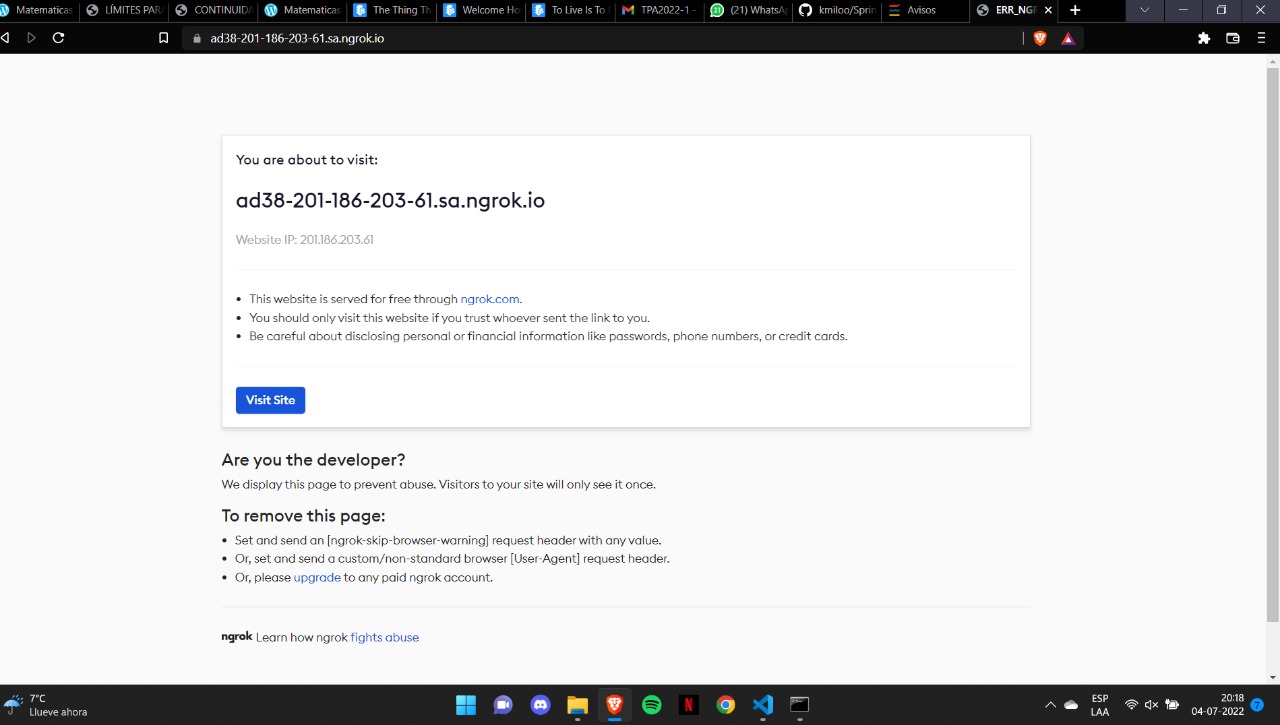 Matematicas
LÍMITES PAR
CONTINUIDA
Matematicas
The Thing Th
Welcome Ho
To Live Is To
TPA2022-1 -
(21) WhatsA
kmiloo/Sprin
Avisos
ERR_NGR
ad38-201-186-203-61.sa.ngrok.io
You are about to visit:
ad38-201-186-203-61.sa.ngrok.io
Website IP: 201.186.203.61
• This website is served for free through ngrok.com.
• You should only visit this website if you trust whoever sent the link to you.
• Be careful about disclosing personal or financial information like passwords, phone numbers, or credit cards.
Visit Site
Are you the developer?
We display this page to prevent abuse. Visitors to your site will only see it once.
To remove this page:
• Set and send an [ngrok-skip-browser-warning] request header with any value.
• Or, set and send a custom/non-standard browser [User-Agent] request header.
• Or, please upgrade to any paid ngrok account.
ngrok Learn how ngrok fights abuse
7°C
Llueve ahora
ESP
LAA
20:18
04-07-2022
7